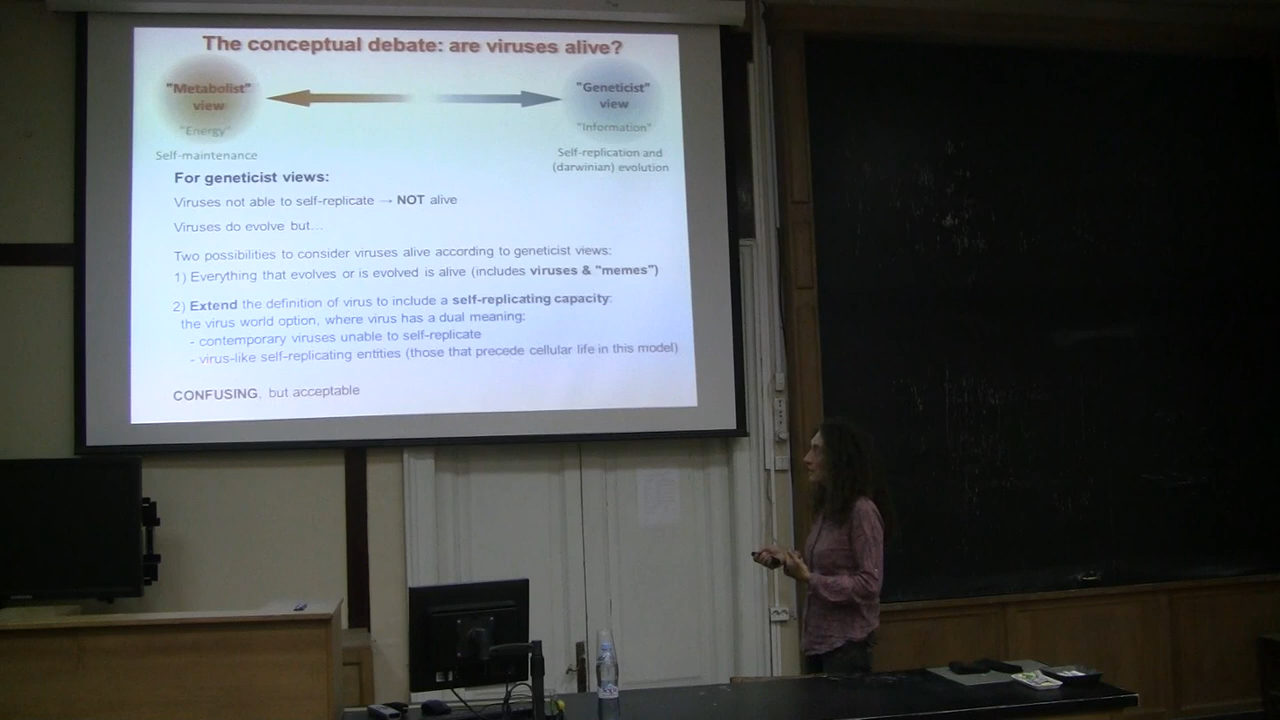 The conceptual debate: are viruses alive?
"Metabolist"
view
"Energy"
Self-maintenance
"Geneticist"
view
"Information"
Self-replication and
(darwinian) evolution
For geneticist views:
Viruses not able to self-replicate → NOT alive
Viruses do evolve but…
Two possibilities to consider viruses alive according to geneticist views:
1) Everything that evolves or is evolved is alive (includes viruses & "memes")
2) Extend the definition of virus to include a self-replicating capacity:
the virus world option, where virus has a dual meaning:
- contemporary viruses unable to self-replicate
- virus-like self-replicating entities (those that precede cellular life in this model)
CONFUSING, but acceptable